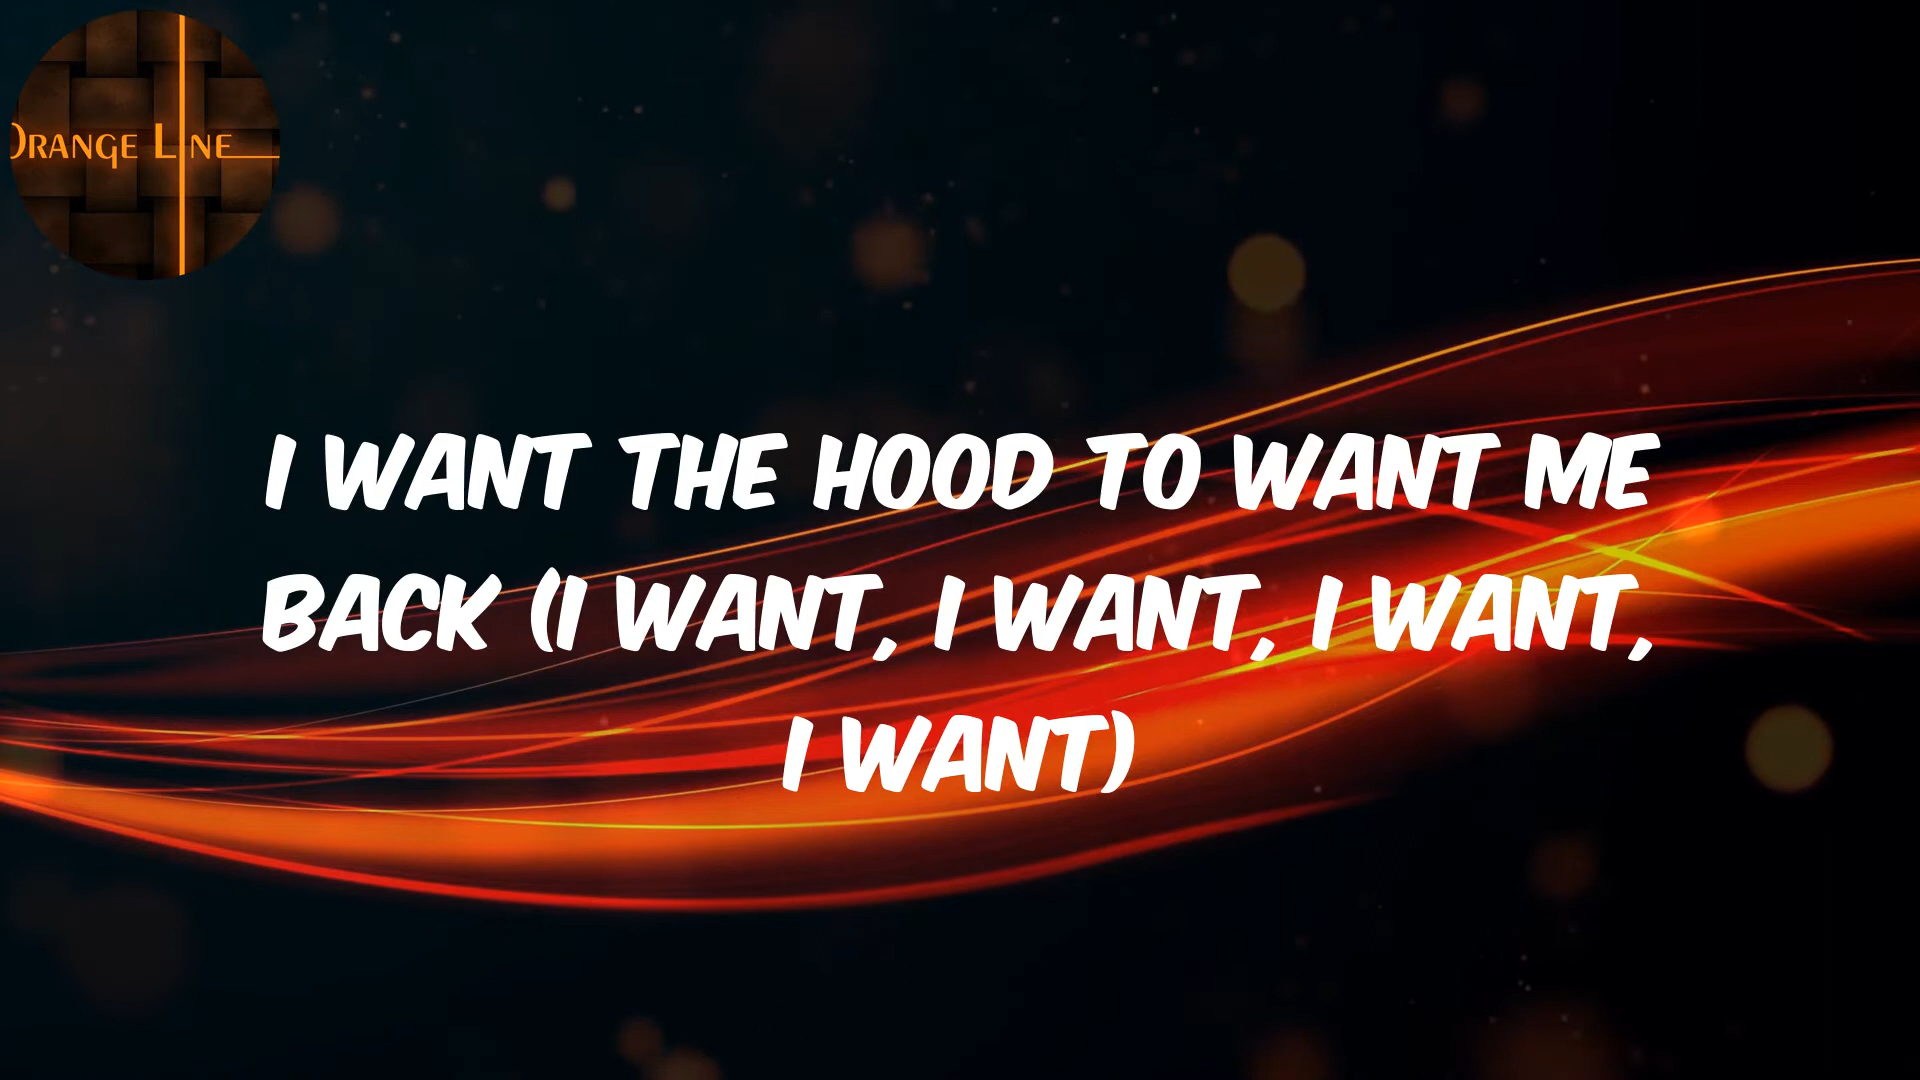 ORANGE LINE
I WANT THE HOOD TO WANT ME
BACK (I WANT, I WANT, I WANT,
I WANT)